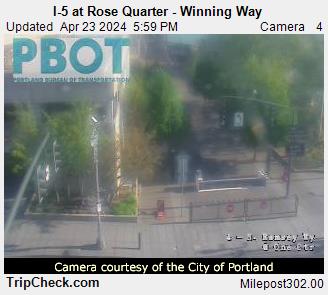 I-5 at Rose Quarter - Winning Way
Updated Apr 23 2024 5:59 PM Camera 4
PBOT
PORTLAND BUREAU OF TRANSPORTATION
Camera courtesy of the City of Portland
TripCheck.com Milepost302.00